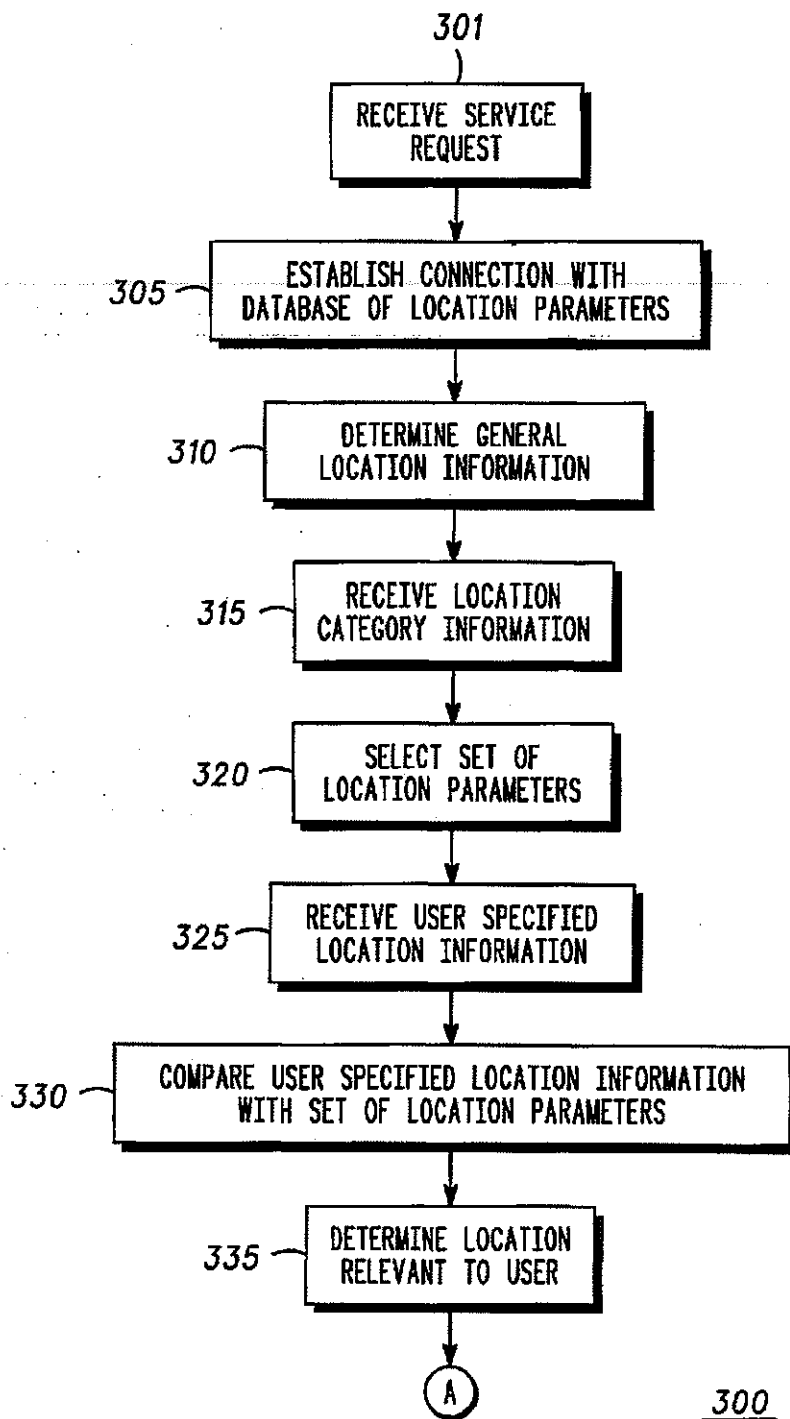 301
RECEIVE SERVICE
REQUEST
305
ESTABLISH CONNECTION WITH
DATABASE OF LOCATION PARAMETERS
310
DETERMINE GENERAL
LOCATION INFORMATION
315
RECEIVE LOCATION
CATEGORY INFORMATION
320
SELECT SET OF
LOCATION PARAMETERS
325
RECEIVE USER SPECIFIED
LOCATION INFORMATION
330
COMPARE USER SPECIFIED LOCATION INFORMATION
WITH SET OF LOCATION PARAMETERS
335
DETERMINE LOCATION
RELEVANT TO USER
A
300